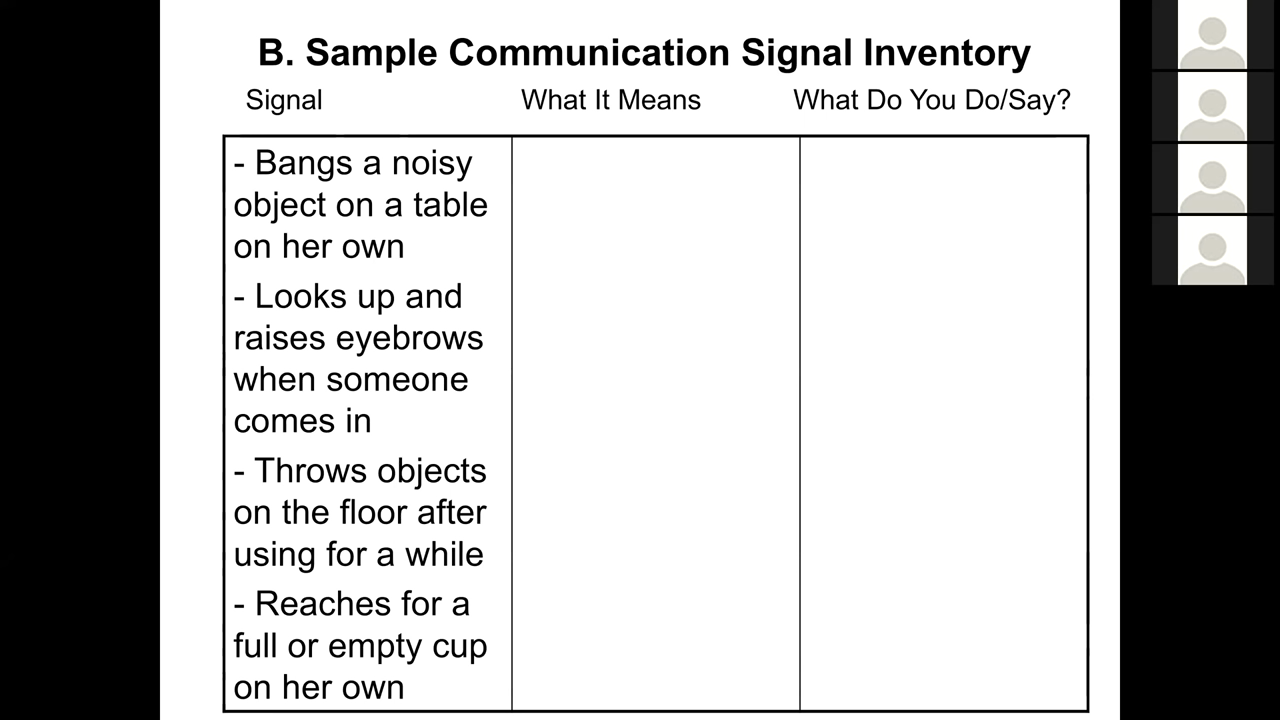 B. Sample Communication Signal Inventory
Signal What It Means What Do You Do/Say?
- Bangs a noisy
object on a table
on her own
- Looks up and
raises eyebrows
when someone
comes in
- Throws objects
on the floor after
using for a while
- Reaches for a
full or empty cup
on her own